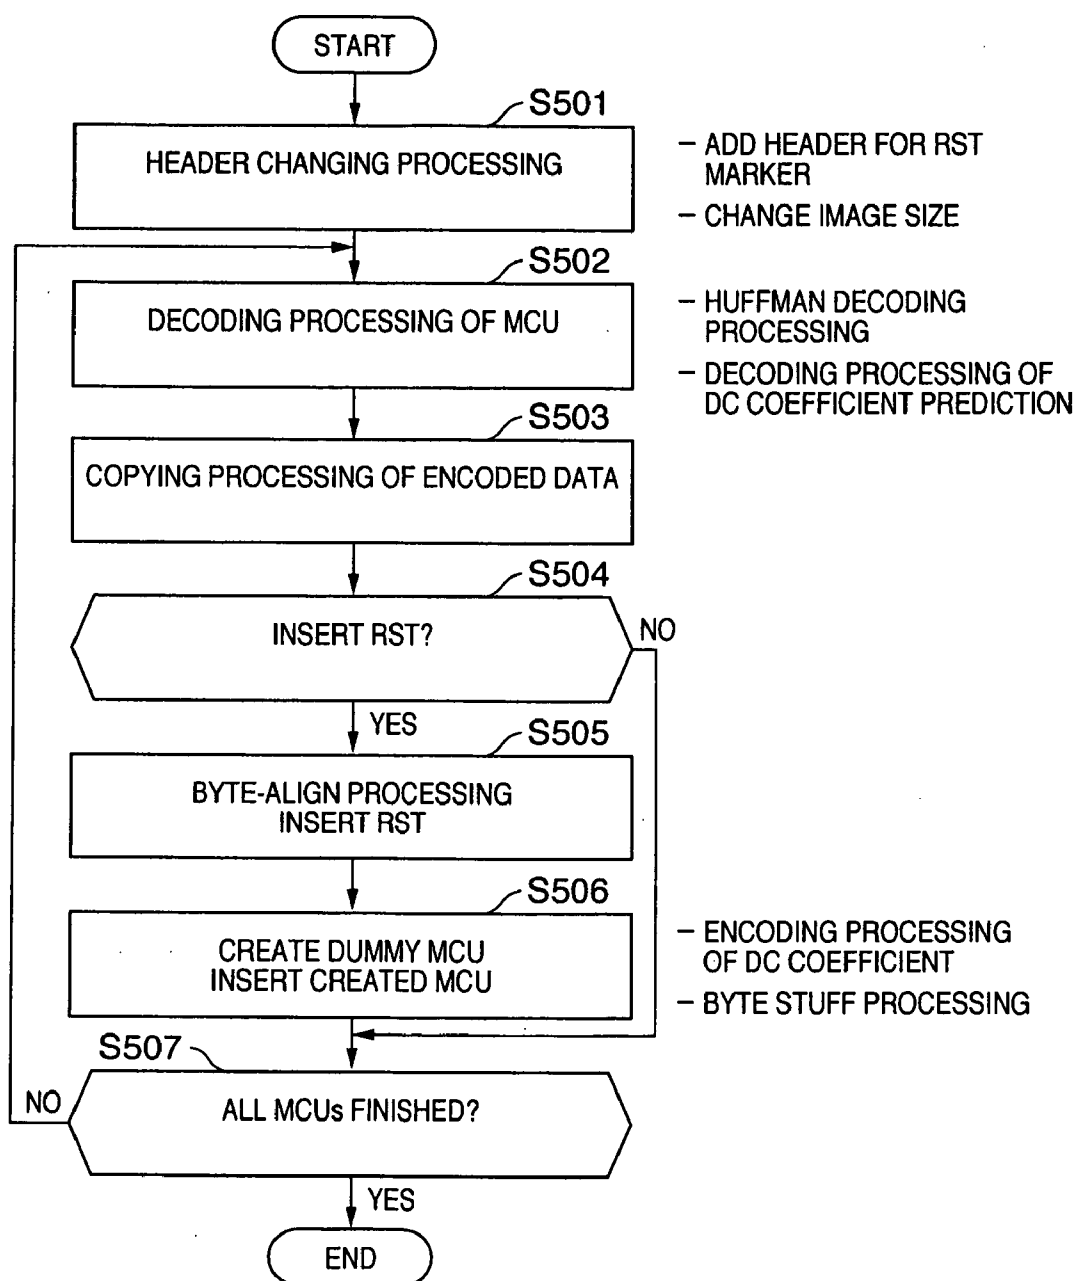 START
S501
HEADER CHANGING PROCESSING
– ADD HEADER FOR RST
MARKER
– CHANGE IMAGE SIZE
S502
DECODING PROCESSING OF MCU
– HUFFMAN DECODING
PROCESSING
– DECODING PROCESSING OF
DC COEFFICIENT PREDICTION
S503
COPYING PROCESSING OF ENCODED DATA
S504
INSERT RST?
NO
YES
S505
BYTE-ALIGN PROCESSING
INSERT RST
S506
CREATE DUMMY MCU
INSERT CREATED MCU
– ENCODING PROCESSING
OF DC COEFFICIENT
– BYTE STUFF PROCESSING
S507
NO
ALL MCUs FINISHED?
YES
END